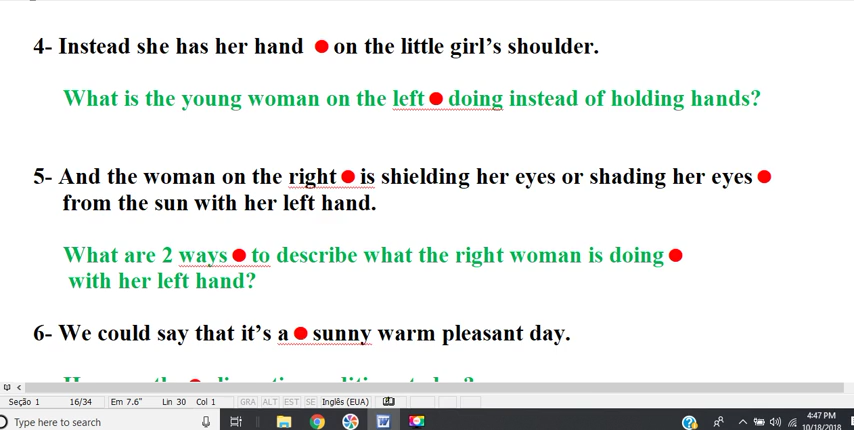 4- Instead she has her hand on the little girl's shoulder.
What is the young woman on the left doing instead of holding hands?
5- And the woman on the right is shielding her eyes or shading her eyes
from the sun with her left hand.
What are 2 ways to describe what the right woman is doing
with her left hand?
6- We could say that it's a sunny warm pleasant day.
Seção 1 16/34 Em 7.6" Ln 30 Col 1 GRA ALT EST SE Inglês (EUA)
Type here to search
4:47 PM
10/18/2018